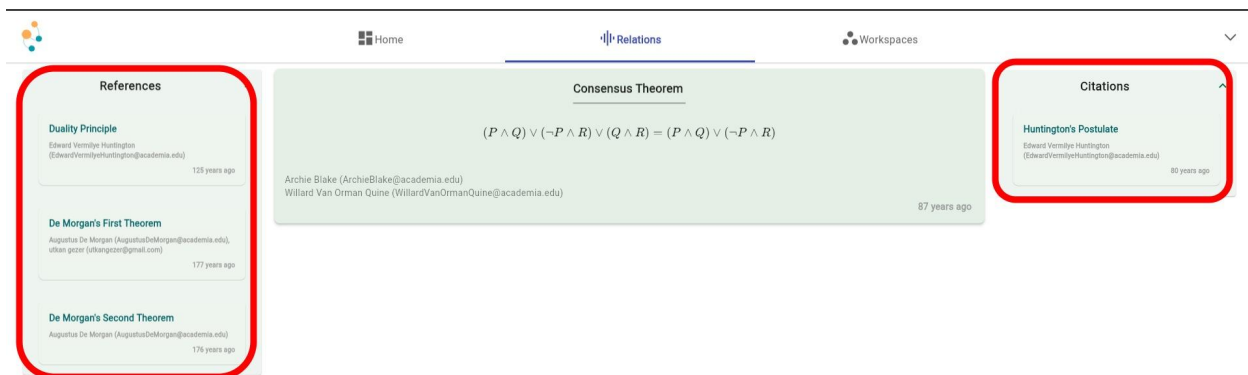 Home
Relations
Workspaces
References
Duality Principle
Edward Vermilye Huntington
(EdwardVermilyeHuntington@academia.edu)
125 years ago
De Morgan's First Theorem
Augustus De Morgan (AugustusDeMorgan@academia.edu),
utkan gezer (utkangezer@gmail.com)
177 years ago
De Morgan's Second Theorem
Augustus De Morgan (AugustusDeMorgan@academia.edu)
176 years ago
Consensus Theorem
(P ∧ Q) ∨ (¬P ∧ R) ∨ (Q ∧ R) = (P ∧ Q) ∨ (¬P ∧ R)
Archie Blake (ArchieBlake@academia.edu)
Willard Van Orman Quine (WillardVanOrmanQuine@academia.edu)
87 years ago
Citations
Huntington's Postulate
Edward Vermilye Huntington
(EdwardVermilyeHuntington@academia.edu)
80 years ago